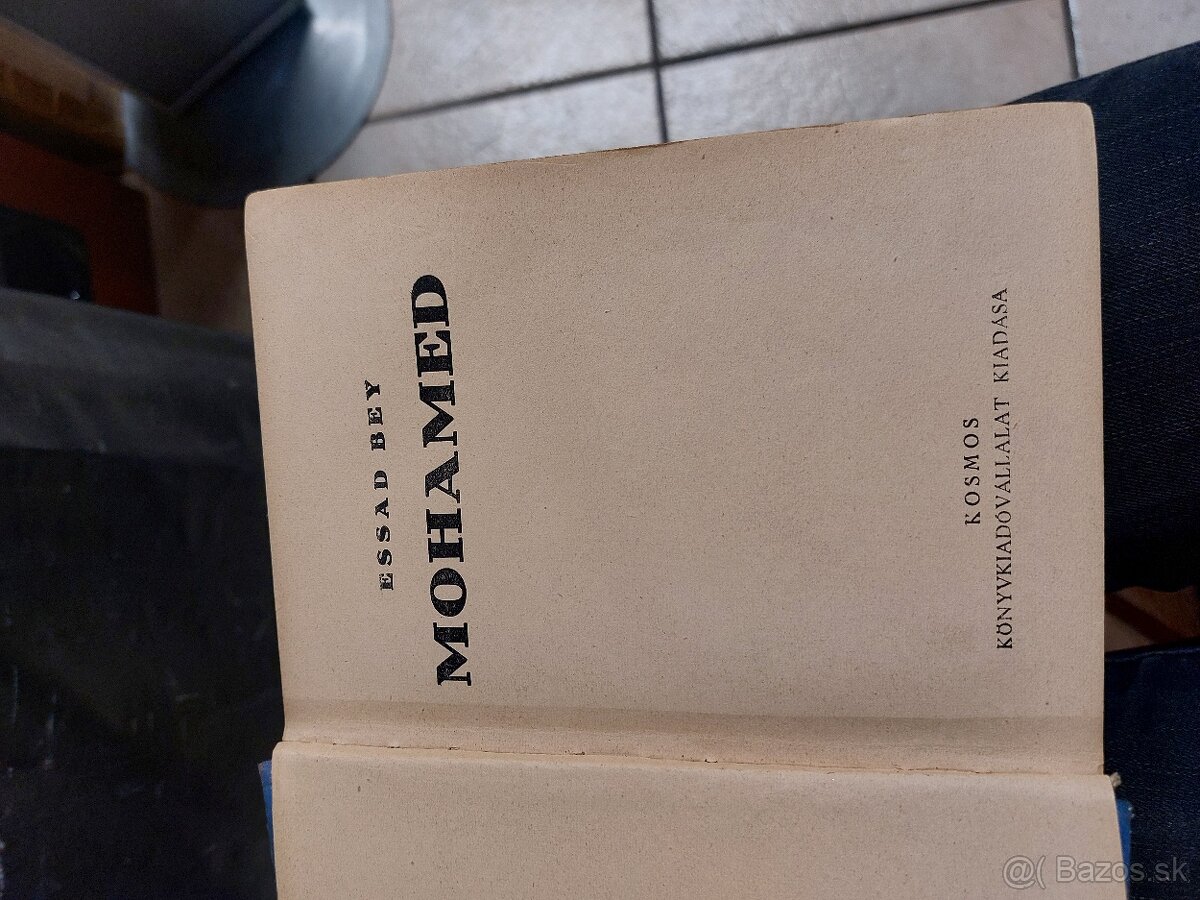 ESSAD BEY
MOHAMED
KOSMOS
KÖNYVKIADÓVÁLLALAT KIADÁSA
@( Bazos.sk